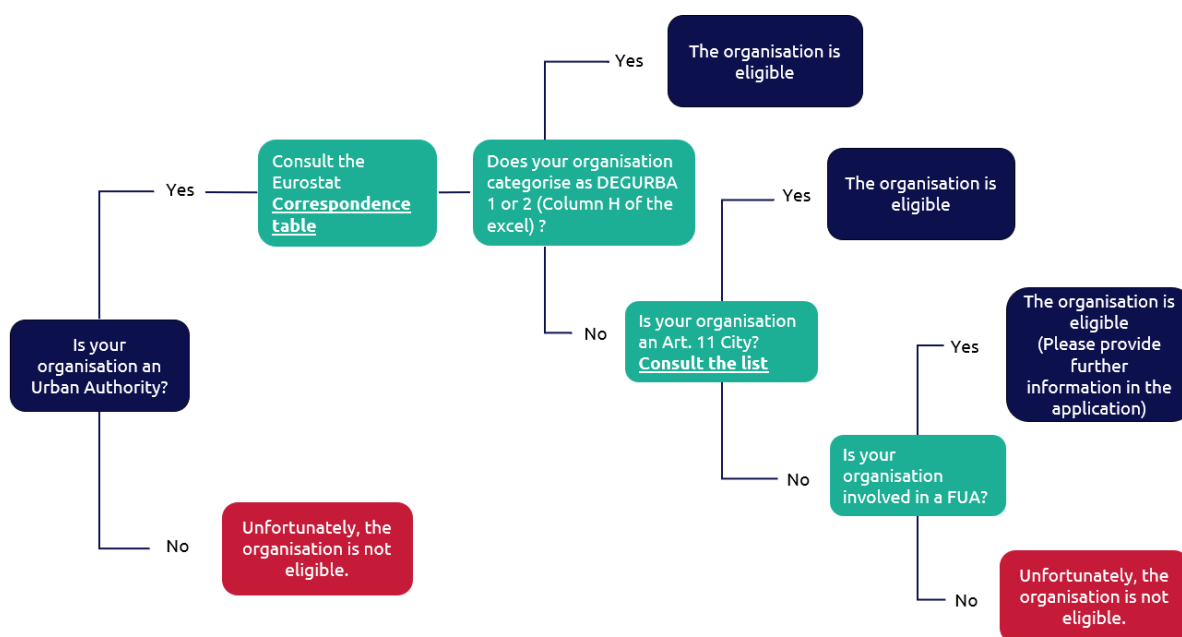 Is your
organisation an
Urban Authority?
Yes
Consult the
Eurostat
Correspondence
table
Does your organisation
categorise as DEGURBA
1 or 2 (Column H of the
excel) ?
Yes
The organisation is
eligible
No
Is your organisation
an Art. 11 City?
Consult the list
Yes
The organisation is
eligible
No
Is your
organisation
involved in a FUA?
Yes
The organisation is
eligible
(Please provide
further
information in the
application)
No
Unfortunately, the
organisation is not
eligible.
No
Unfortunately, the
organisation is not
eligible.